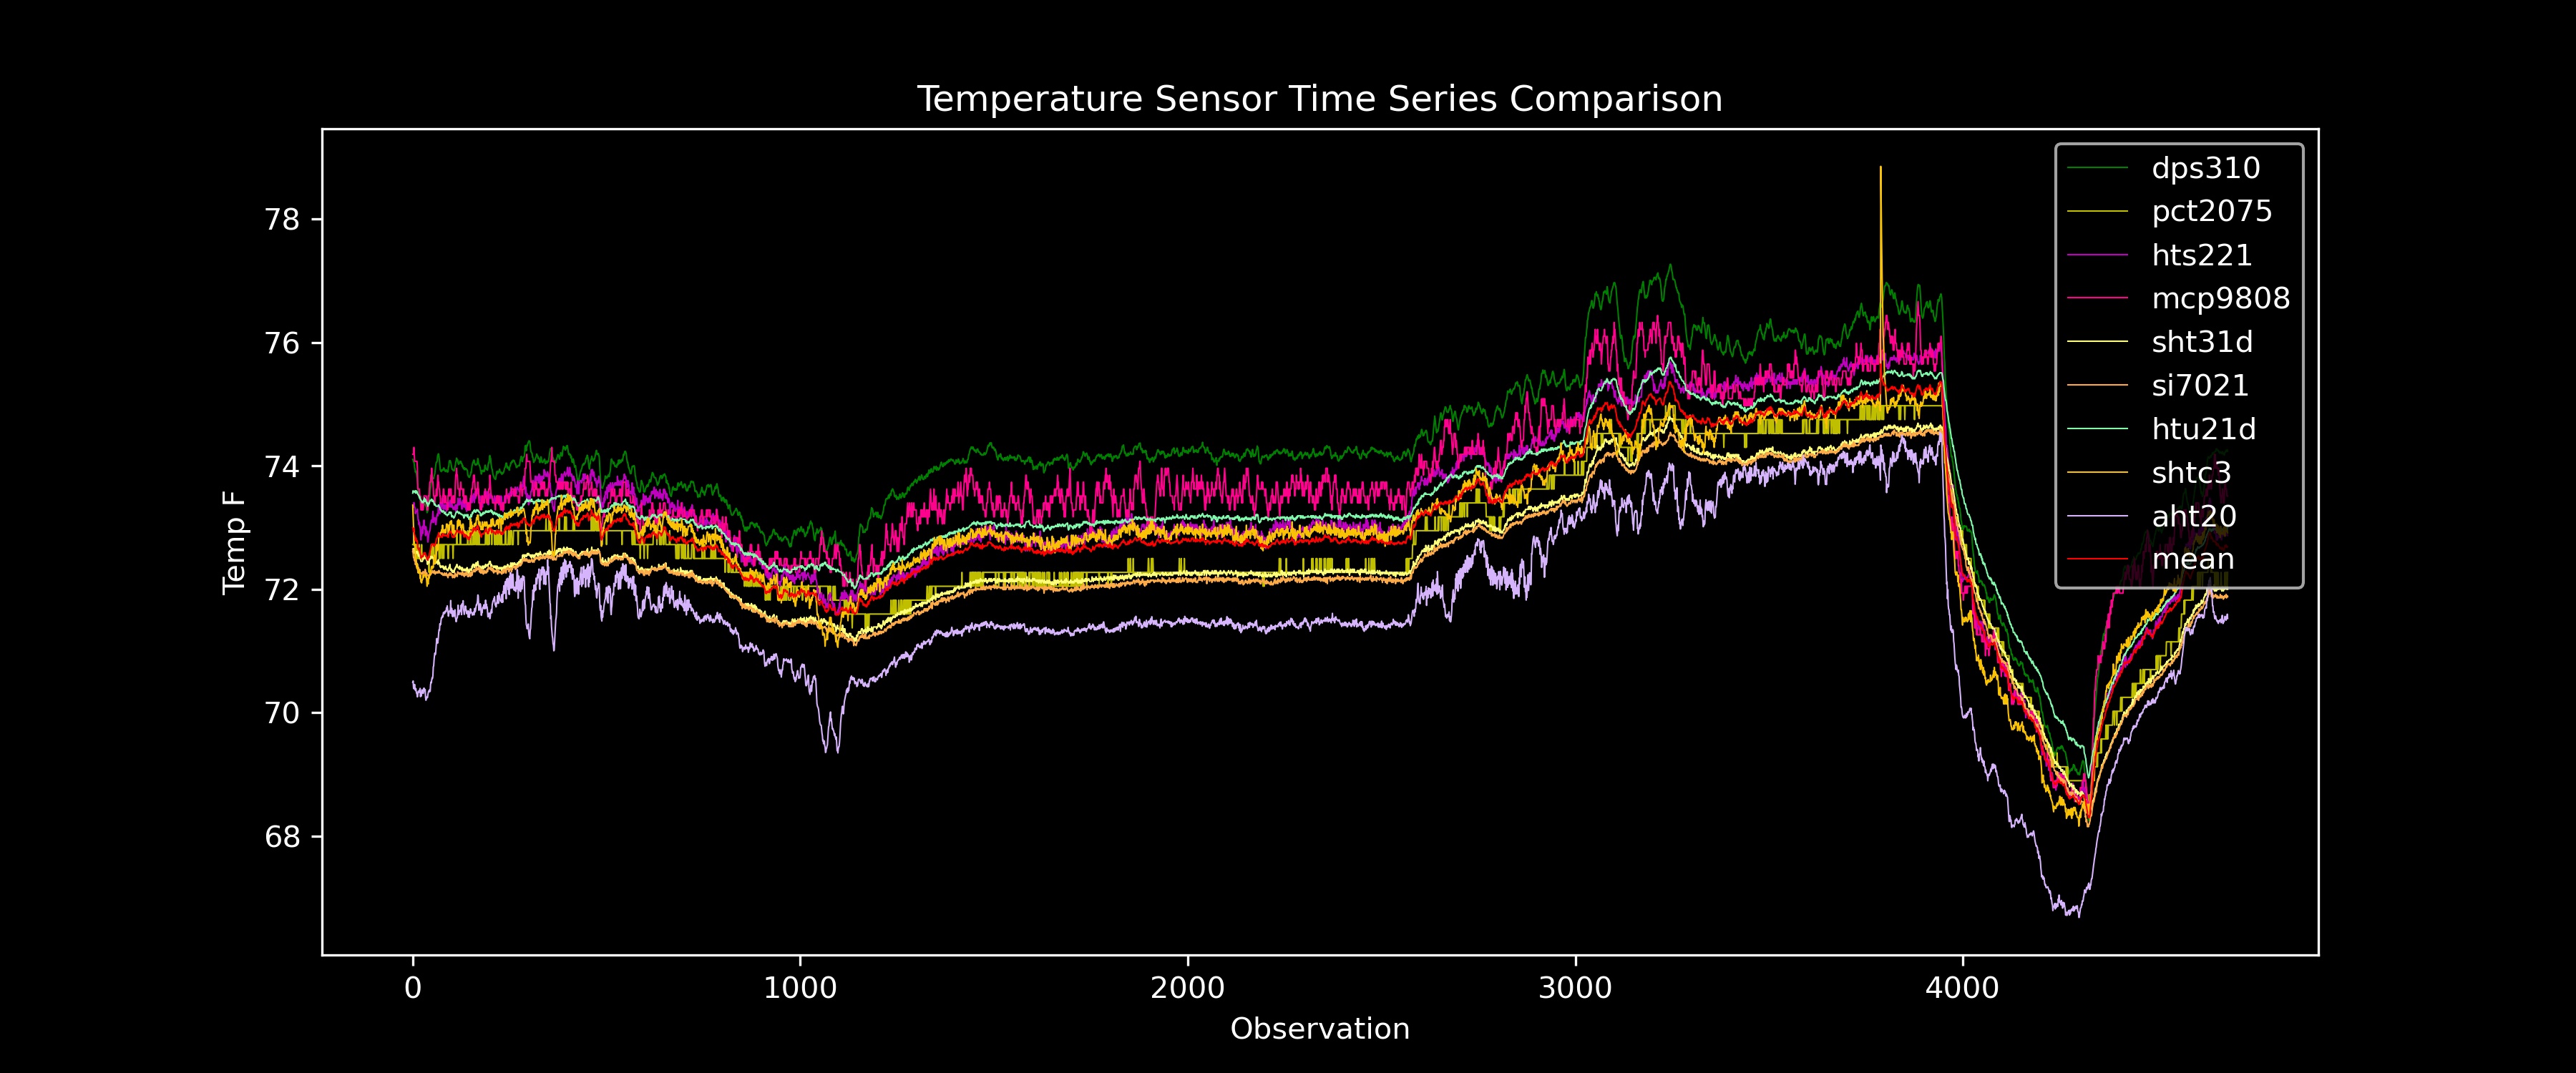 Temperature Sensor Time Series Comparison
dps310
pct2075
hts221
mcp9808
sht31d
si7021
htu21d
shtc3
aht20
mean
Temp F
78
76
74
72
70
68
0 1000 2000 3000 4000
Observation